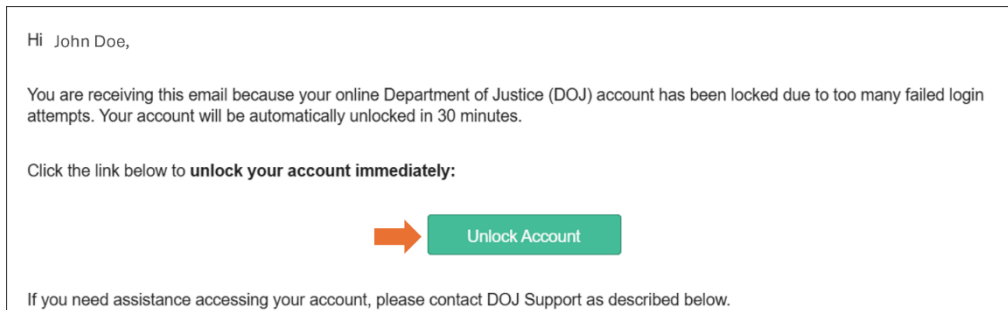 Hi John Doe,
You are receiving this email because your online Department of Justice (DOJ) account has been locked due to too many failed login
attempts. Your account will be automatically unlocked in 30 minutes.
Click the link below to unlock your account immediately:
Unlock Account
If you need assistance accessing your account, please contact DOJ Support as described below.